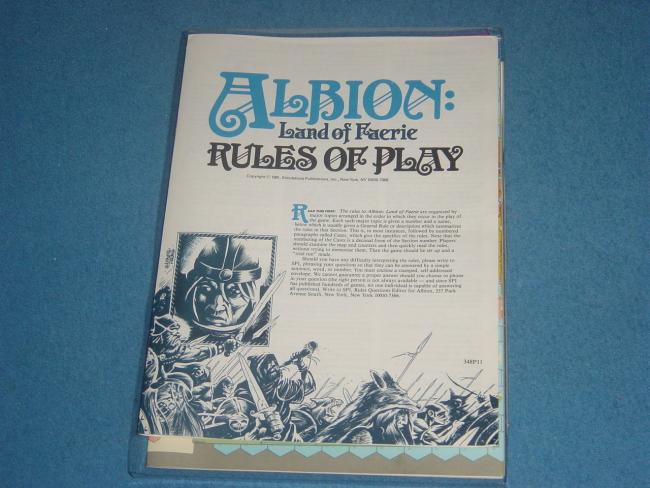 ALBION:
Land of Faerie
RULES OF PLAY
Copyright © 1981, Simulations Publications, Inc., New York, NY 10010-7366
READ THIS FIRST: The rules to Albion: Land of Faerie are organized by
major topics arranged in the order in which they occur in the play of
the game. Each such major topic is given a number and a name,
below which is usually given a General Rule or description which summarizes
the rules in that Section. This is, in most instances, followed by numbered
paragraphs called Cases, which give the specifics of the rules. Note that the
numbering of the Cases is a decimal form of the Section number. Players
should examine the map and counters and then quickly read the rules,
without trying to memorize them. Then the game should be set up and a
"trial run" made.
Should you have any difficulty interpreting the rules, please write to
SPI, phrasing your questions so that they can be answered by a simple
sentence, word, or number. You must enclose a stamped, self-addressed
envelope. We cannot guarantee a proper answer should you choose to phone
in your question (the right person is not always available — and since SPI
has published hundreds of games, no one individual is capable of answering
all questions). Write to SPI, Rules Questions Editor for Albion, 257 Park
Avenue South, New York, New York 10010-7366.
348P11